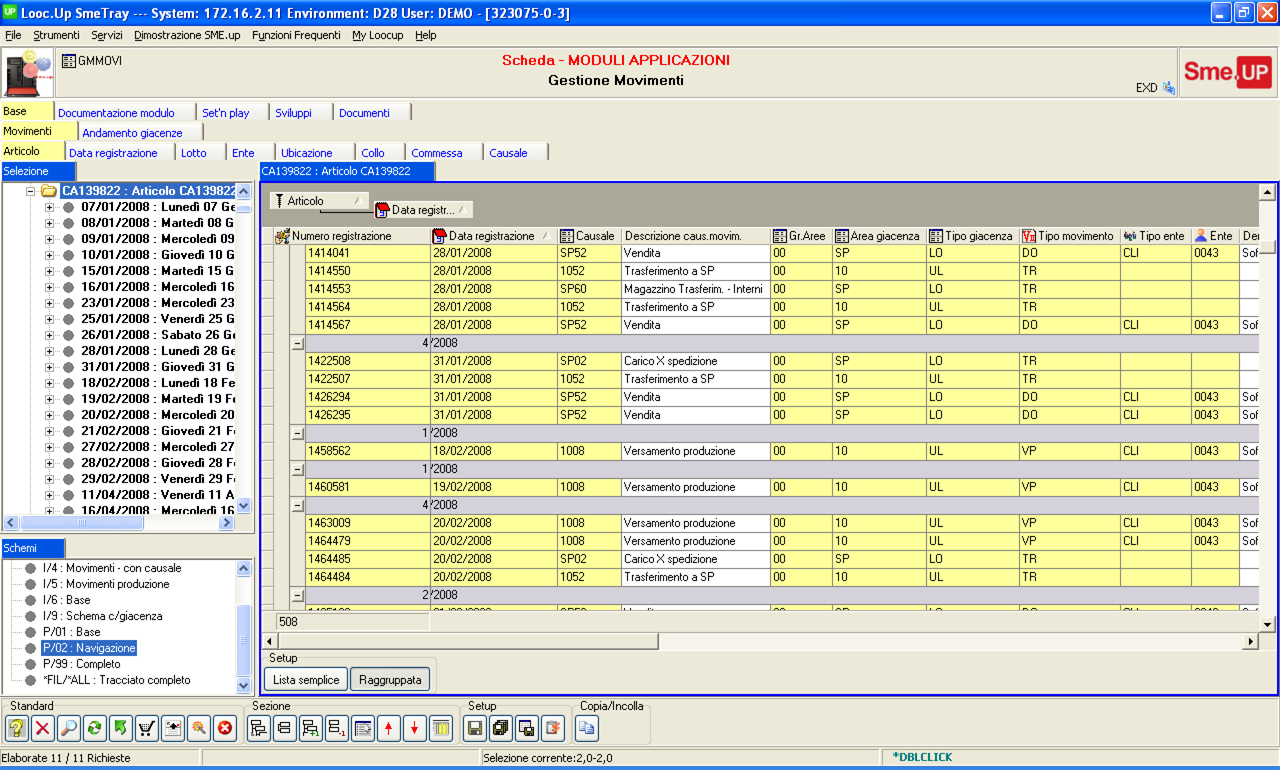 UP Looc.Up SmeTray --- System: 172.16.2.11 Environment: D28 User: DEMO - [323075-0-3]
File Strumenti Servizi Dimostrazione SME.up Funzioni Frequenti My Loocup Help
GMMOVI
Scheda - MODULI APPLICAZIONI
Gestione Movimenti
EXD
Sme.UP
Base Documentazione modulo Set'n play Sviluppi Documenti
Movimenti Andamento giacenze
Articolo Data registrazione Lotto Ente Ubicazione Collo Commessa Causale
Selezione
CA139822 : Articolo CA139822
07/01/2008 : Lunedì 07 Ge
08/01/2008 : Martedì 08 G
09/01/2008 : Mercoledì 09
10/01/2008 : Giovedì 10 G
15/01/2008 : Martedì 15 G
16/01/2008 : Mercoledì 16
23/01/2008 : Mercoledì 23
25/01/2008 : Venerdì 25 G
26/01/2008 : Sabato 26 Ge
28/01/2008 : Lunedì 28 Ge
31/01/2008 : Giovedì 31 G
18/02/2008 : Lunedì 18 Fe
19/02/2008 : Martedì 19 F
20/02/2008 : Mercoledì 20
21/02/2008 : Giovedì 21 F
27/02/2008 : Mercoledì 27
28/02/2008 : Giovedì 28 F
29/02/2008 : Venerdì 29 F
11/04/2008 : Venerdì 11 A
16/04/2008 : Mercoledì 16
Schemi
I/4 : Movimenti - con causale
I/5 : Movimenti produzione
I/6 : Base
I/9 : Schema c/giacenza
P/01 : Base
P/02 : Navigazione
P/99 : Completo
*FIL/*ALL : Tracciato completo
CA139822 : Articolo CA139822
Articolo
Data registr...
Numero registrazione Data registrazione Causale Descrizione caus.movim. Gr.Aree Area giacenza Tipo giacenza Tipo movimento Tipo ente Ente Der
1414041 28/01/2008 SP52 Vendita 00 SP LO DO CLI 0043 Sof
1414550 28/01/2008 1052 Trasferimento a SP 00 10 UL TR
1414553 28/01/2008 SP60 Magazzino Trasferim. - Interni 00 SP LO TR
1414564 28/01/2008 1052 Trasferimento a SP 00 10 UL TR
1414567 28/01/2008 SP52 Vendita 00 SP LO DO CLI 0043 Sof
4 /2008
1422508 31/01/2008 SP02 Carico X spedizione 00 SP LO TR
1422507 31/01/2008 1052 Trasferimento a SP 00 10 UL TR
1426294 31/01/2008 SP52 Vendita 00 SP LO DO CLI 0043 Sof
1426295 31/01/2008 SP52 Vendita 00 SP LO DO CLI 0043 Sof
1 /2008
1458562 18/02/2008 1008 Versamento produzione 00 10 UL VP CLI 0043 Sof
1 /2008
1460581 19/02/2008 1008 Versamento produzione 00 10 UL VP CLI 0043 Sof
4 /2008
1463009 20/02/2008 1008 Versamento produzione 00 10 UL VP CLI 0043 Sof
1464479 20/02/2008 1008 Versamento produzione 00 10 UL VP CLI 0043 Sof
1464485 20/02/2008 SP02 Carico X spedizione 00 SP LO TR
1464484 20/02/2008 1052 Trasferimento a SP 00 10 UL TR
2 /2008
508
Setup
Lista semplice Raggruppata
Standard Sezione Setup Copia/Incolla
Elaborate 11 / 11 Richieste Selezione corrente:2,0-2,0 *DBLCLICK